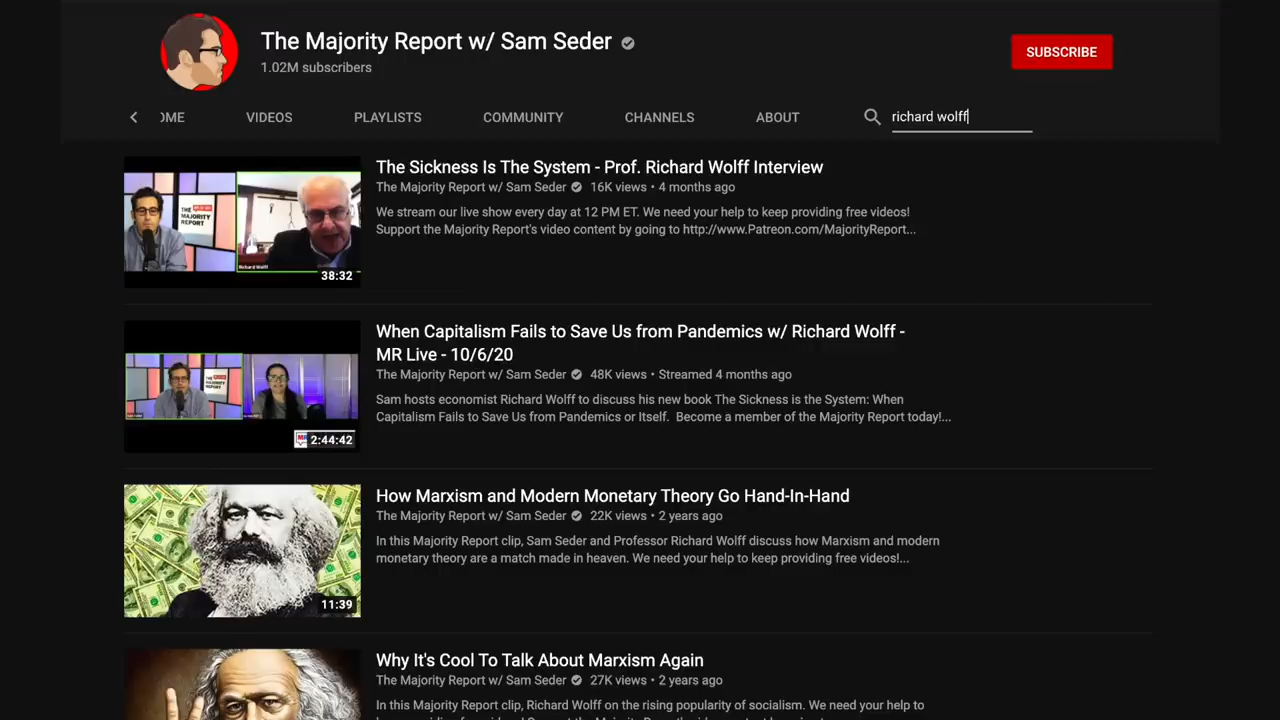 The Majority Report w/ Sam Seder
1.02M subscribers
SUBSCRIBE
OME
VIDEOS
PLAYLISTS
COMMUNITY
CHANNELS
ABOUT
richard wolff
The Sickness Is The System - Prof. Richard Wolff Interview
The Majority Report w/ Sam Seder 16K views • 4 months ago
We stream our live show every day at 12 PM ET. We need your help to keep providing free videos!
Support the Majority Report's video content by going to http://www.Patreon.com/MajorityReport...
THE MAJORITY REPORT
Richard Wolff
38:32
When Capitalism Fails to Save Us from Pandemics w/ Richard Wolff -
MR Live - 10/6/20
The Majority Report w/ Sam Seder 48K views • Streamed 4 months ago
Sam hosts economist Richard Wolff to discuss his new book The Sickness is the System: When
Capitalism Fails to Save Us from Pandemics or Itself. Become a member of the Majority Report today!...
2:44:42
How Marxism and Modern Monetary Theory Go Hand-In-Hand
The Majority Report w/ Sam Seder 22K views • 2 years ago
In this Majority Report clip, Sam Seder and Professor Richard Wolff discuss how Marxism and modern
monetary theory are a match made in heaven. We need your help to keep providing free videos!...
11:39
Why It's Cool To Talk About Marxism Again
The Majority Report w/ Sam Seder 27K views • 2 years ago
In this Majority Report clip, Richard Wolff on the rising popularity of socialism. We need your help to